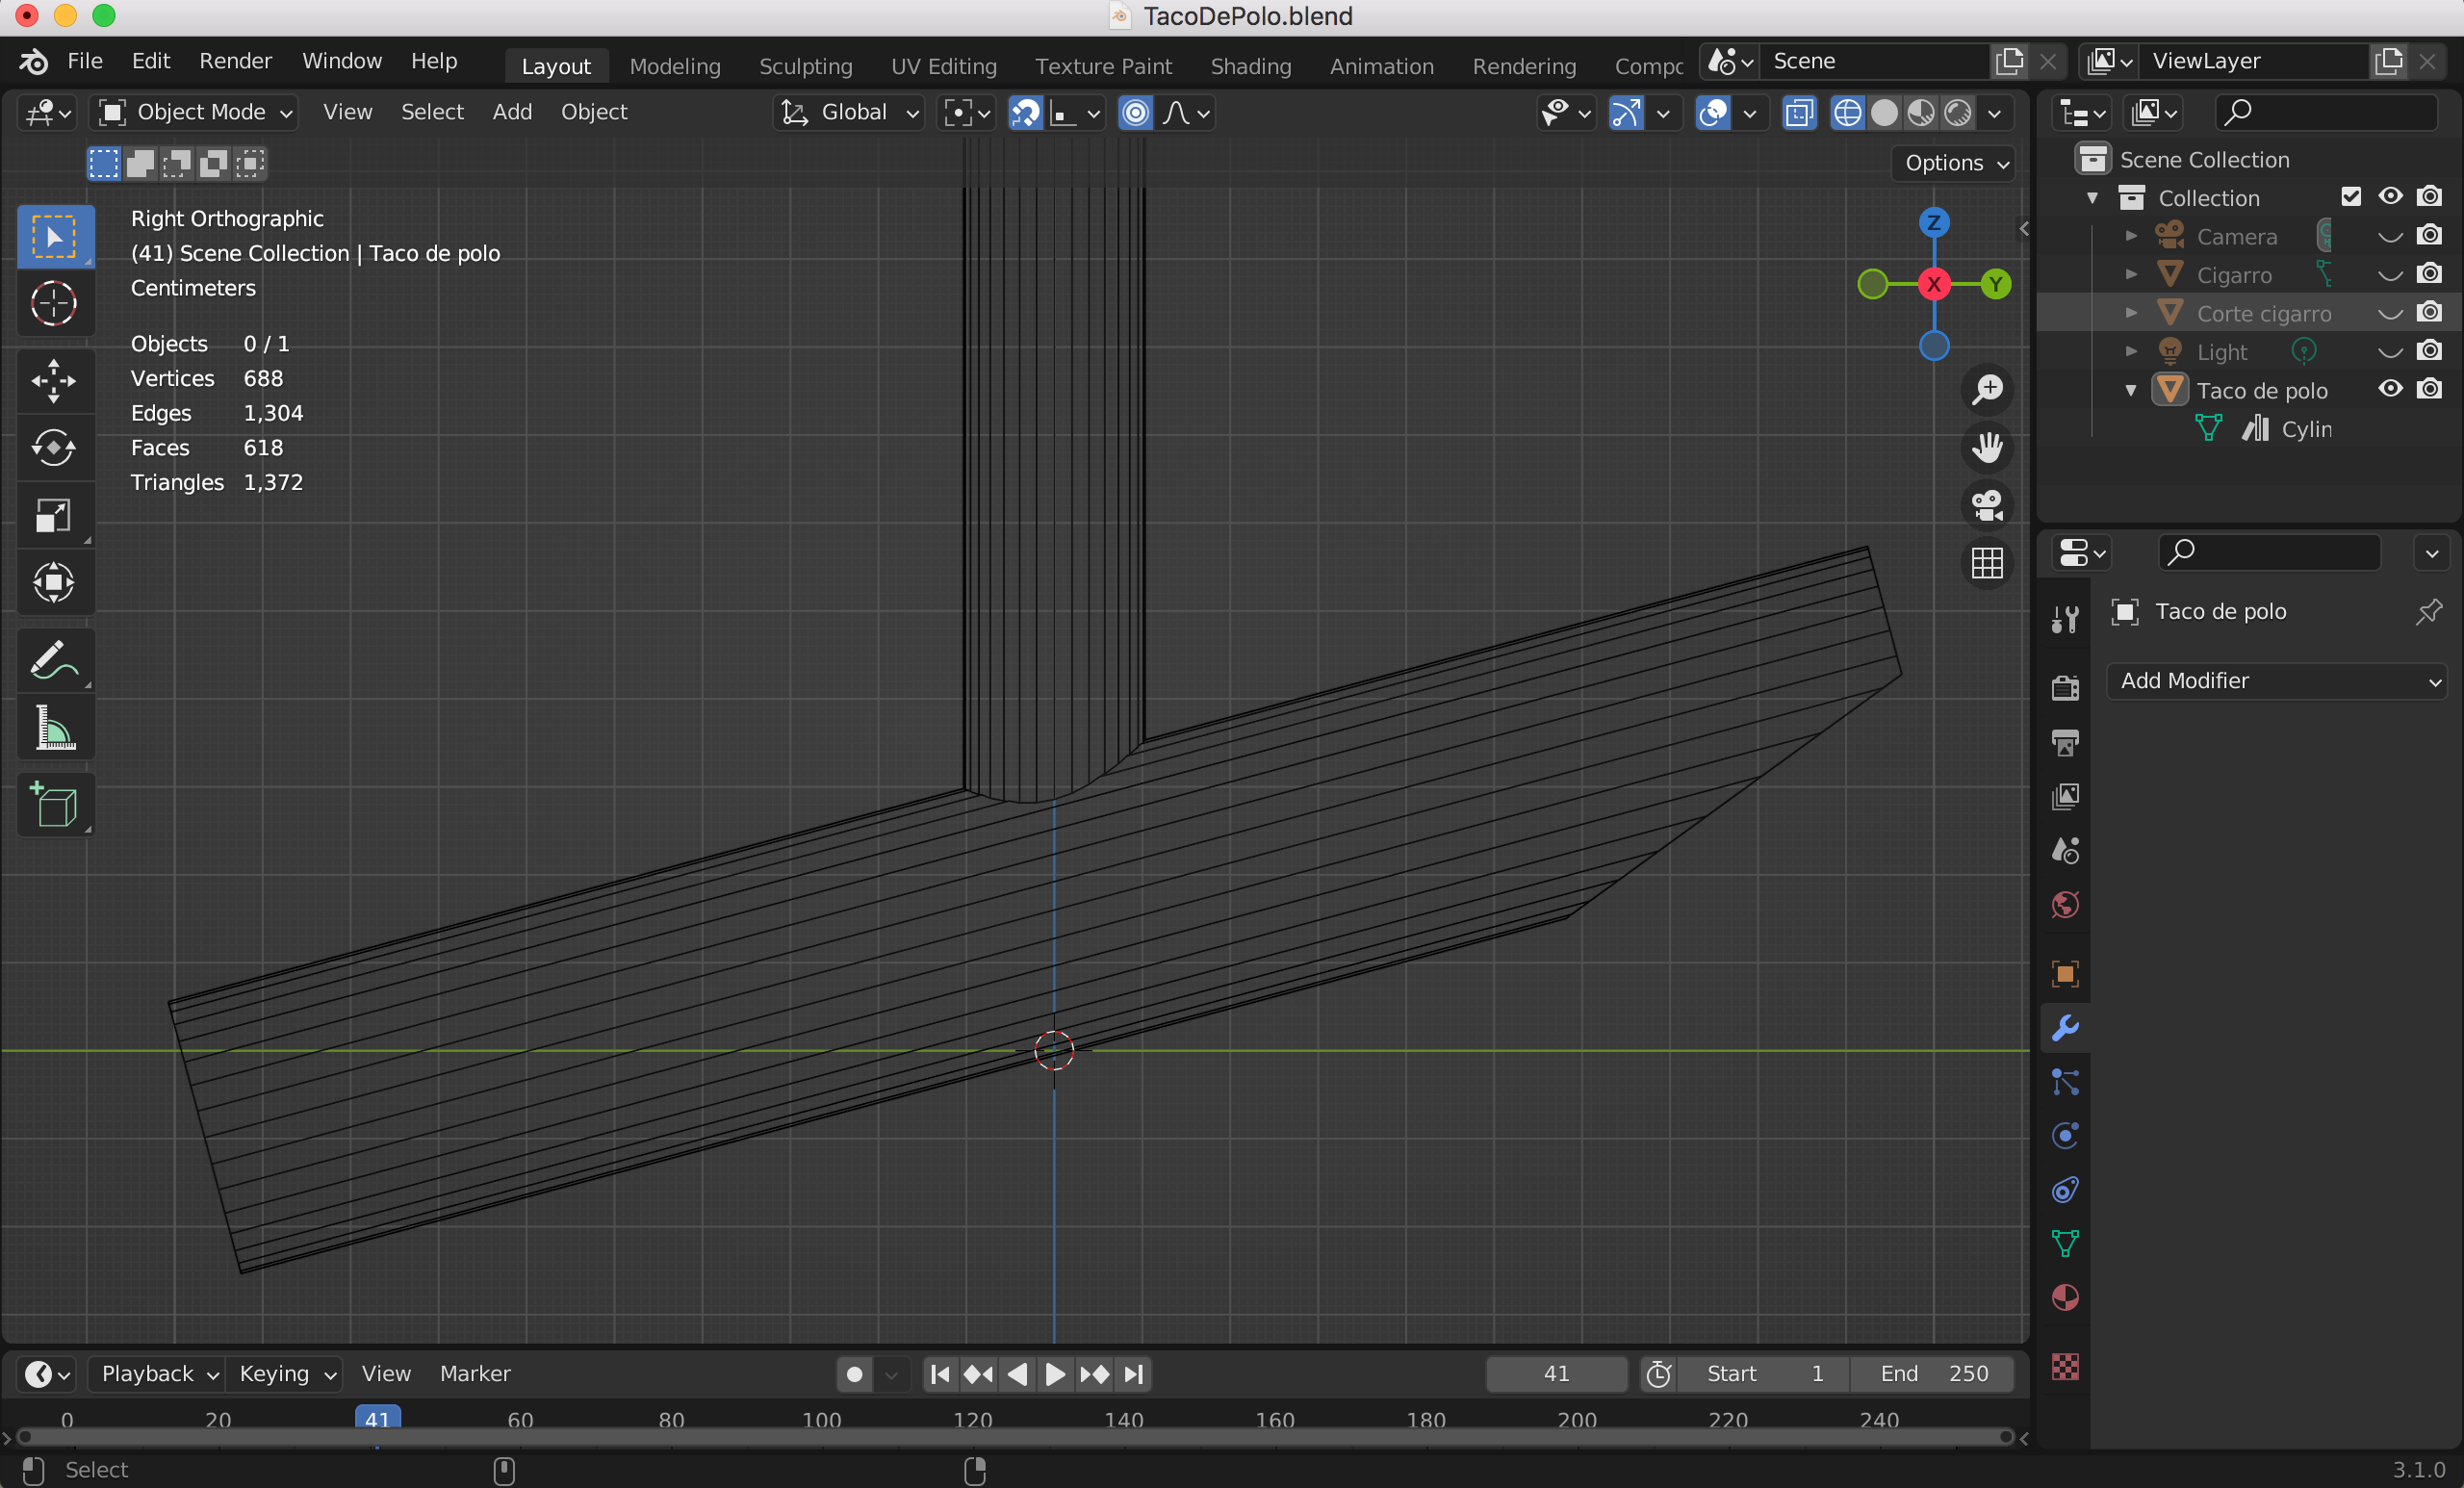 TacoDePolo.blend
File Edit Render Window Help Layout Modeling Sculpting UV Editing Texture Paint Shading Animation Rendering Compc Scene ViewLayer
Object Mode View Select Add Object Global
Options
Right Orthographic
(41) Scene Collection | Taco de polo
Centimeters
Objects 0 / 1
Vertices 688
Edges 1,304
Faces 618
Triangles 1,372
Z
X
Y
Scene Collection
Collection
Camera
Cigarro
Corte cigarro
Light
Taco de polo
Cylin
Taco de polo
Add Modifier
Playback Keying View Marker 41 Start 1 End 250
0 20 41 60 80 100 120 140 160 180 200 220 240
Select 3.1.0